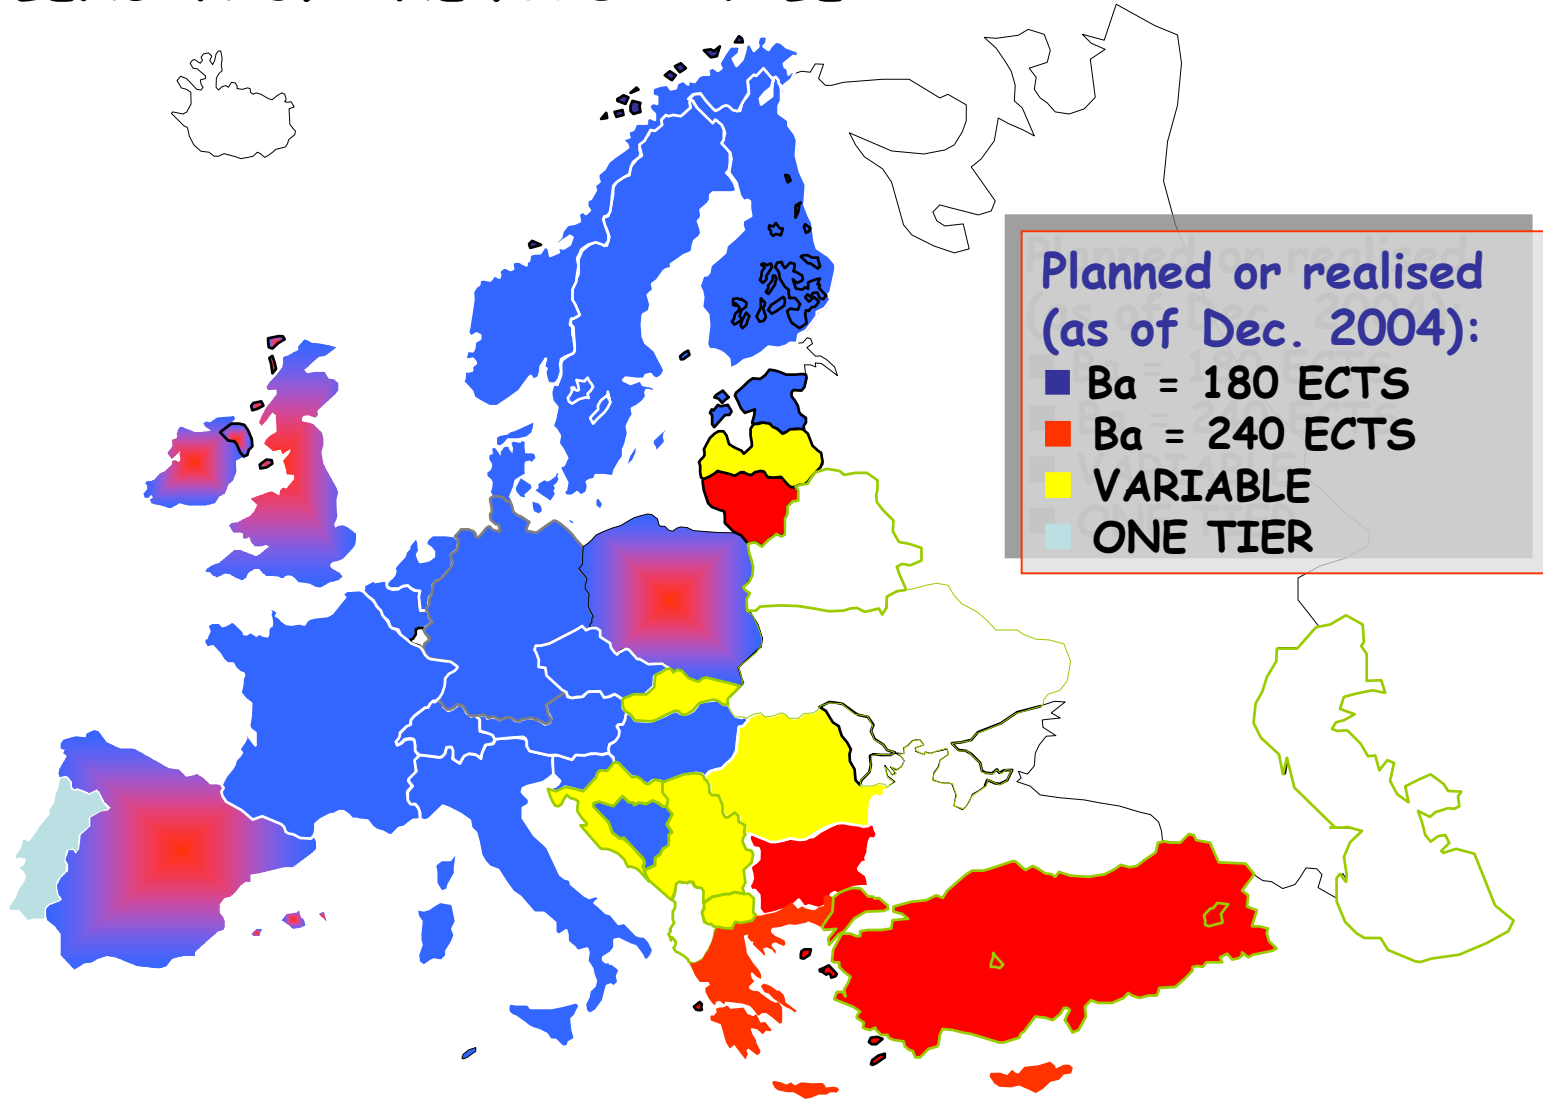 Planned or realised
(as of Dec. 2004):
Ba = 180 ECTS
Ba = 240 ECTS
VARIABLE
ONE TIER